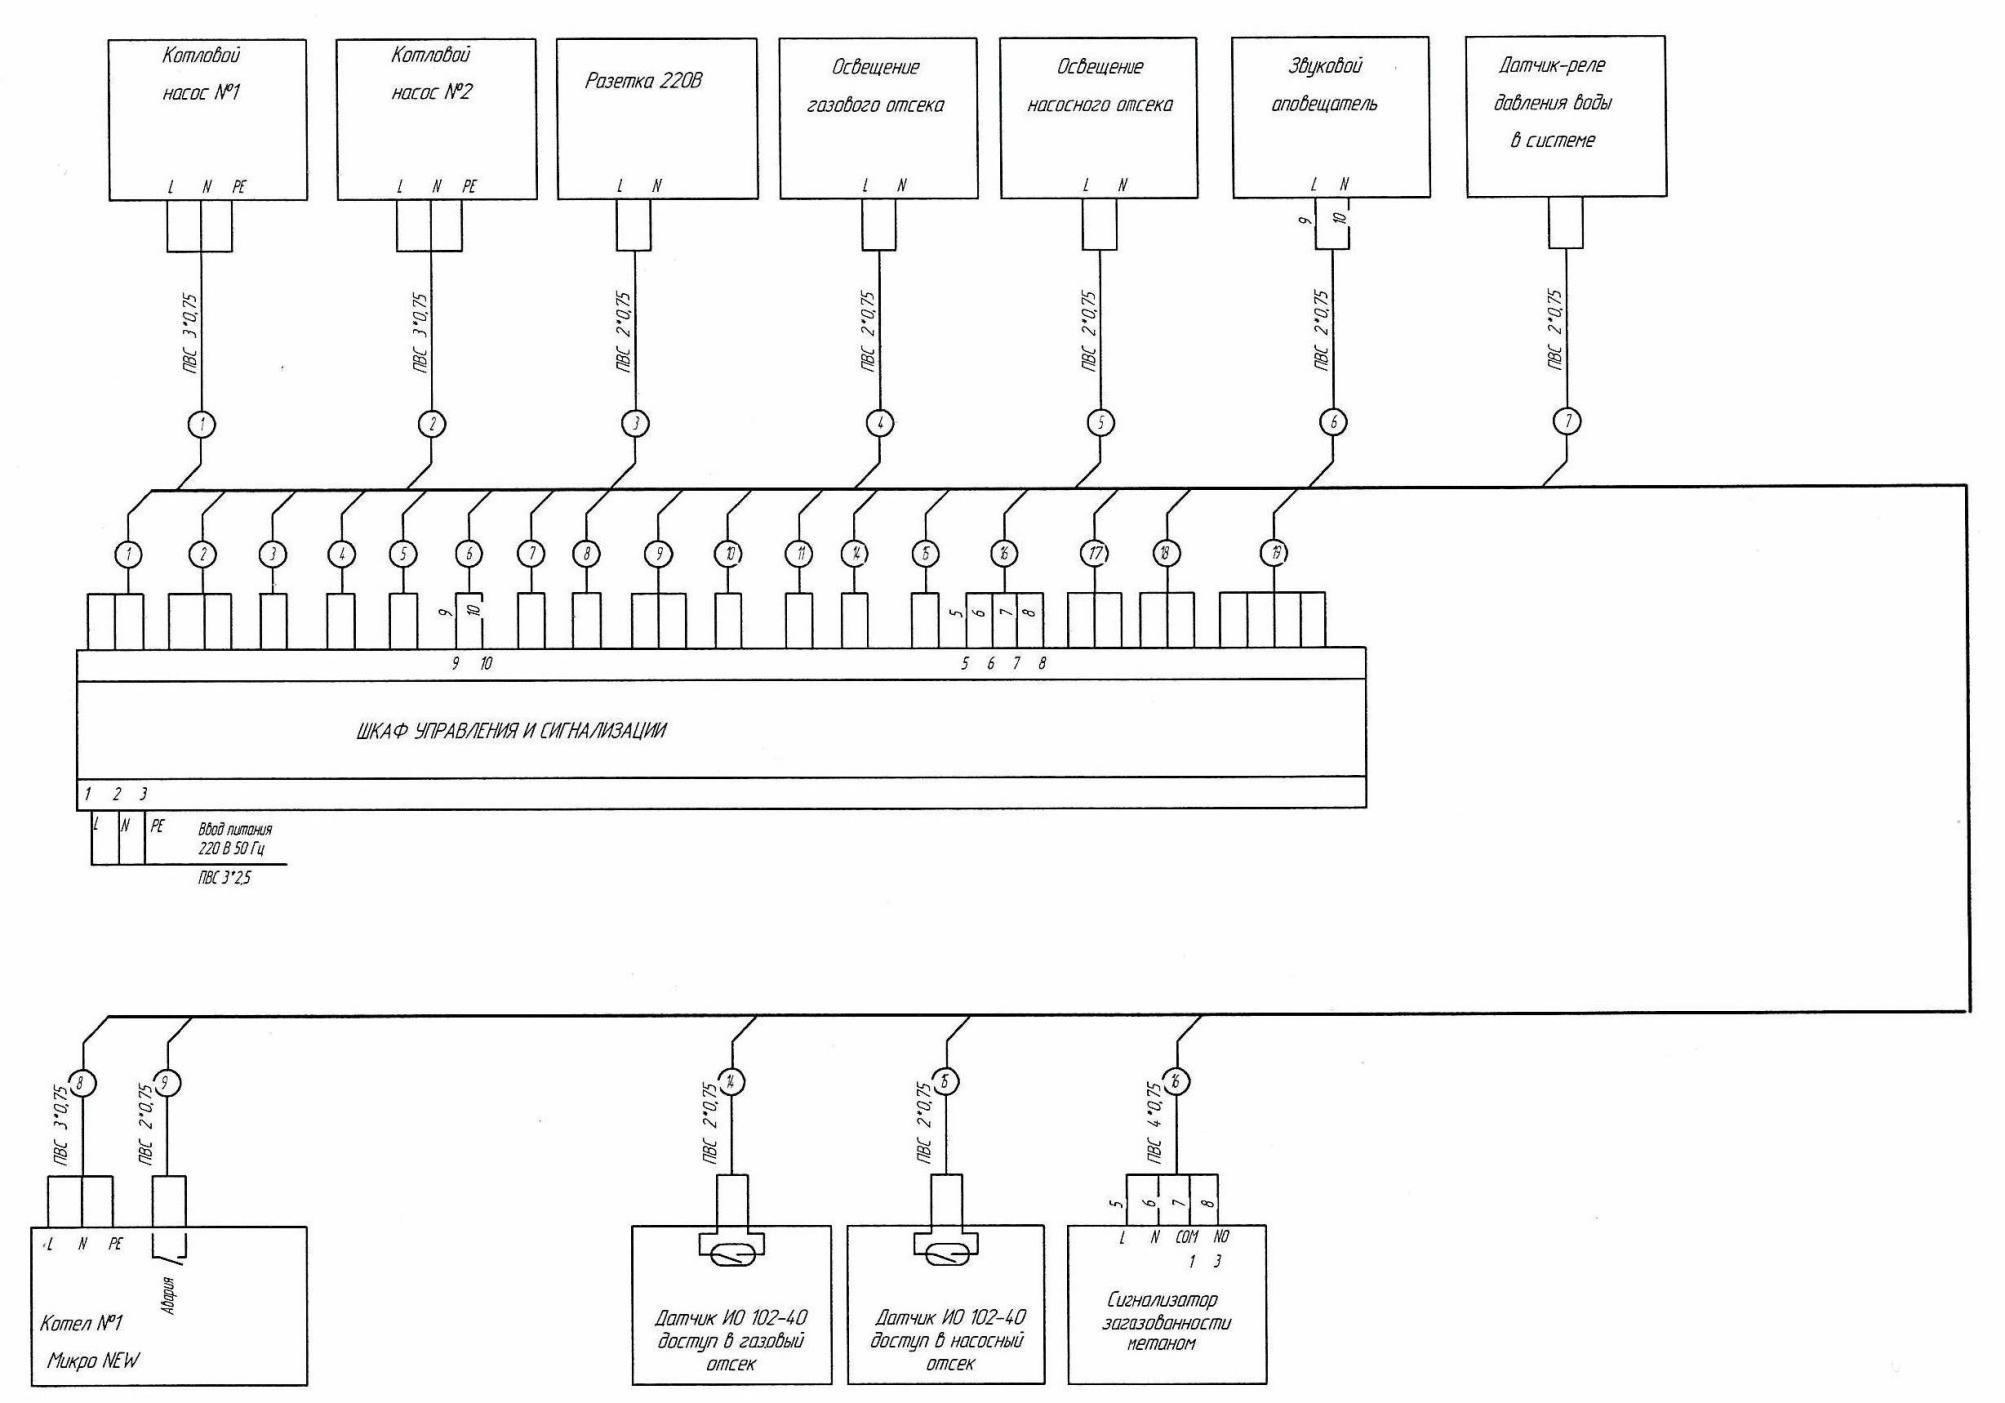 Котловой
насос №1
L N PE
Котловой
насос №2
L N PE
Разетка 220В
L N
Освещение
газового отсека
L N
Освещение
насосного отсека
L N
Звуковой
оповещатель
L N
9 10
Датчик-реле
давления воды
в системе
ПВС 3*0,75
ПВС 3*0,75
ПВС 2*0,75
ПВС 2*0,75
ПВС 2*0,75
ПВС 2*0,75
ПВС 2*0,75
1 2 3 4 5 6 7
1 2 3 4 5 6 7 8 9 10 11 14 15 16 17 18 19
9 10 5 6 7 8
9 10 5 6 7 8
ШКАФ УПРАВЛЕНИЯ И СИГНАЛИЗАЦИИ
1 2 3
L N PE
Ввод питания
220 В 50 Гц
ПВС 3*2,5
8 9 14 15 16
ПВС 3*0,75
ПВС 2*0,75
ПВС 2*0,75
ПВС 2*0,75
ПВС 4*0,75
L N PE
Авария
Котел №1
Микро NEW
Датчик ИО 102-40
доступ в газовый
отсек
Датчик ИО 102-40
доступ в насосный
отсек
5 6 7 8
L N COM NO
1 3
Сигнализатор
загазованности
метаном